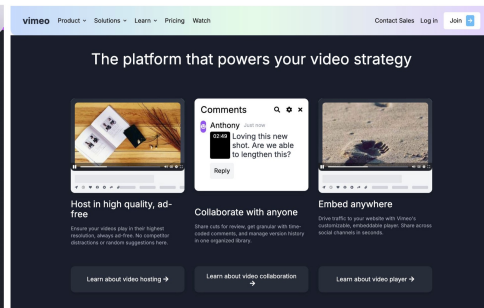 vimeo Product Solutions Learn Pricing Watch Contact Sales Log in Join
The platform that powers your video strategy
Comments
Anthony Just now
02:49
Loving this new
shot. Are we able
to lengthen this?
Reply
Host in high quality, ad-
free
Ensure your videos play in their highest
resolution, always ad-free. No competitor
distractions or random suggestions here.
Learn about video hosting →
Collaborate with anyone
Share cuts for review, get granular with time-
coded comments, and manage version history
in one organized library.
Learn about video collaboration
→
Embed anywhere
Drive traffic to your website with Vimeo's
customizable, embeddable player. Share across
social channels in seconds.
Learn about video player →